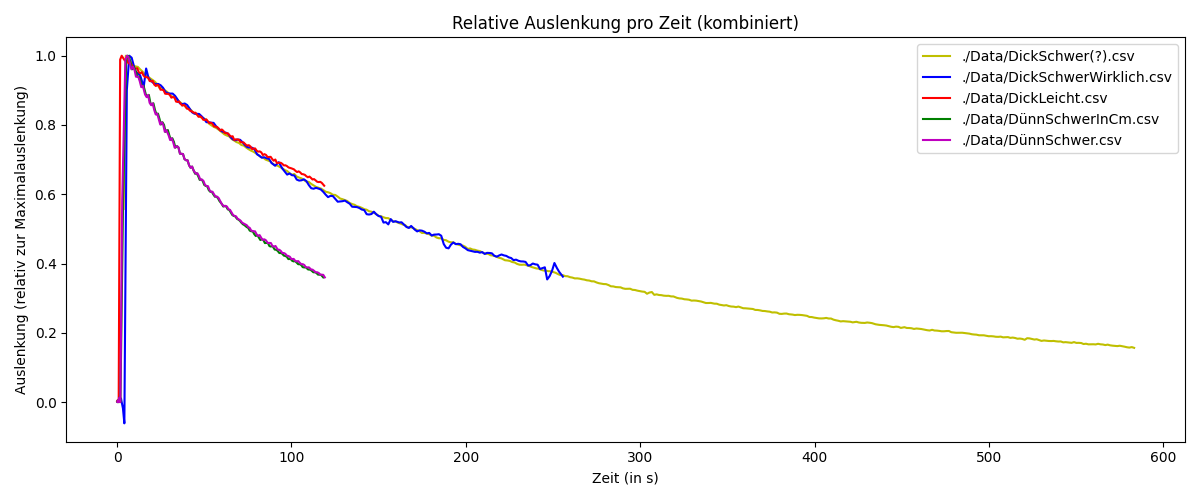 Relative Auslenkung pro Zeit (kombiniert)
Auslenkung (relativ zur Maximalauslenkung)
1.0
0.8
0.6
0.4
0.2
0.0
./Data/DickSchwer(?).csv
./Data/DickSchwerWirklich.csv
./Data/DickLeicht.csv
./Data/DünnSchwerInCm.csv
./Data/DünnSchwer.csv
0 100 200 300 400 500 600
Zeit (in s)